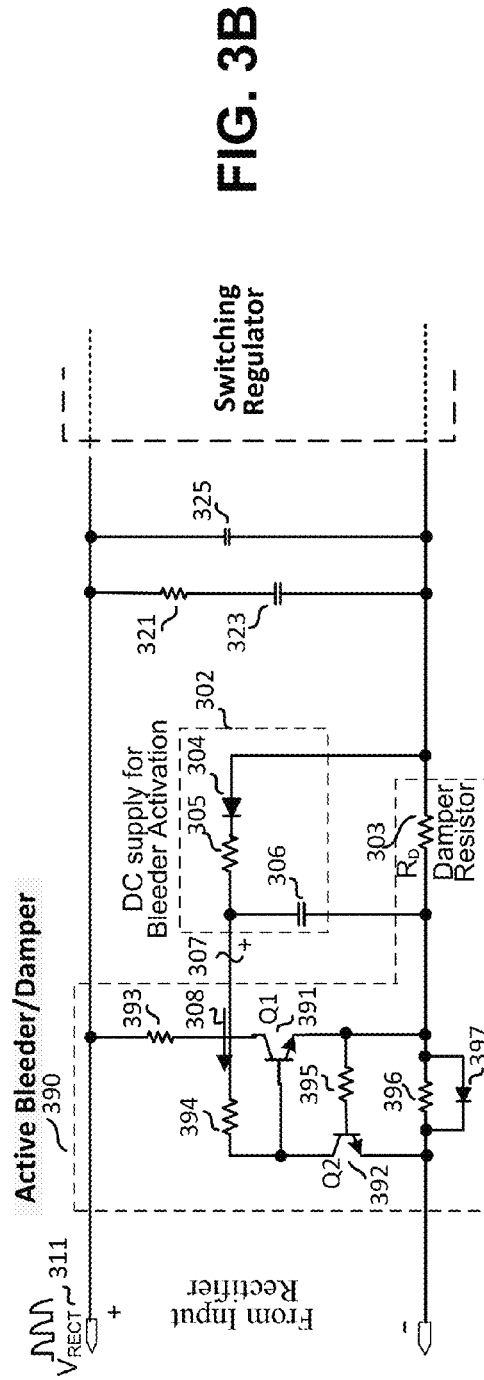 FIG. 3B
Active Bleeder/Damper
390
V RECT
311
+
-
From Input
Rectifier
393
308
307
+
394
Q1
391
395
Q2
392
396
397
DC supply for
Bleeder Activation
302
304
305
306
303
R D
Damper
Resistor
321
323
325
Switching
Regulator